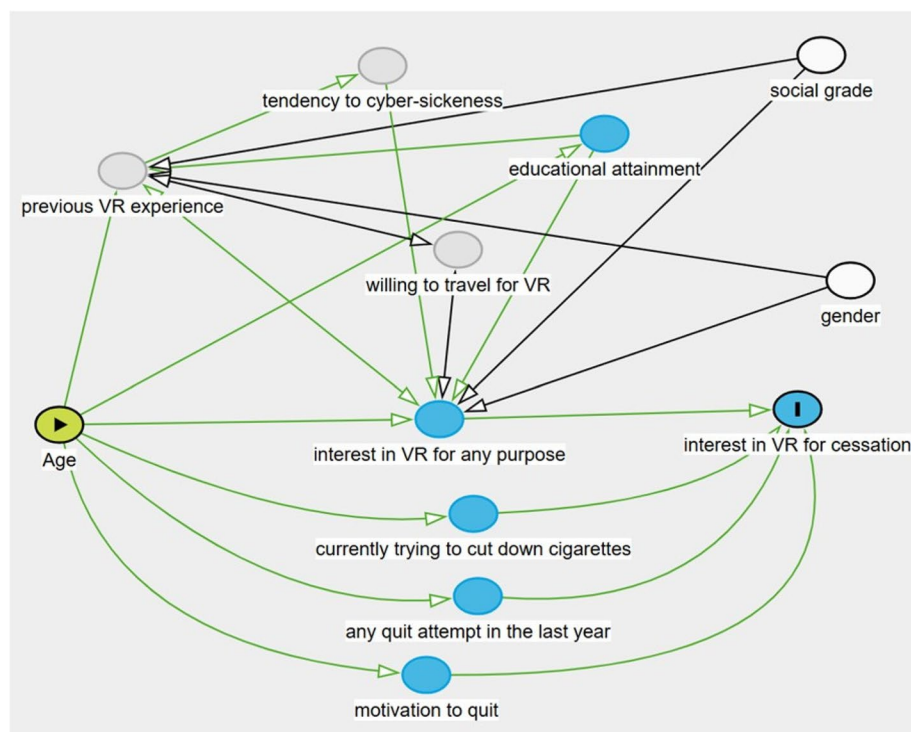 tendency to cyber-sickeness
social grade
educational attainment
previous VR experience
willing to travel for VR
gender
interest in VR for any purpose
interest in VR for cessation
Age
currently trying to cut down cigarettes
any quit attempt in the last year
motivation to quit